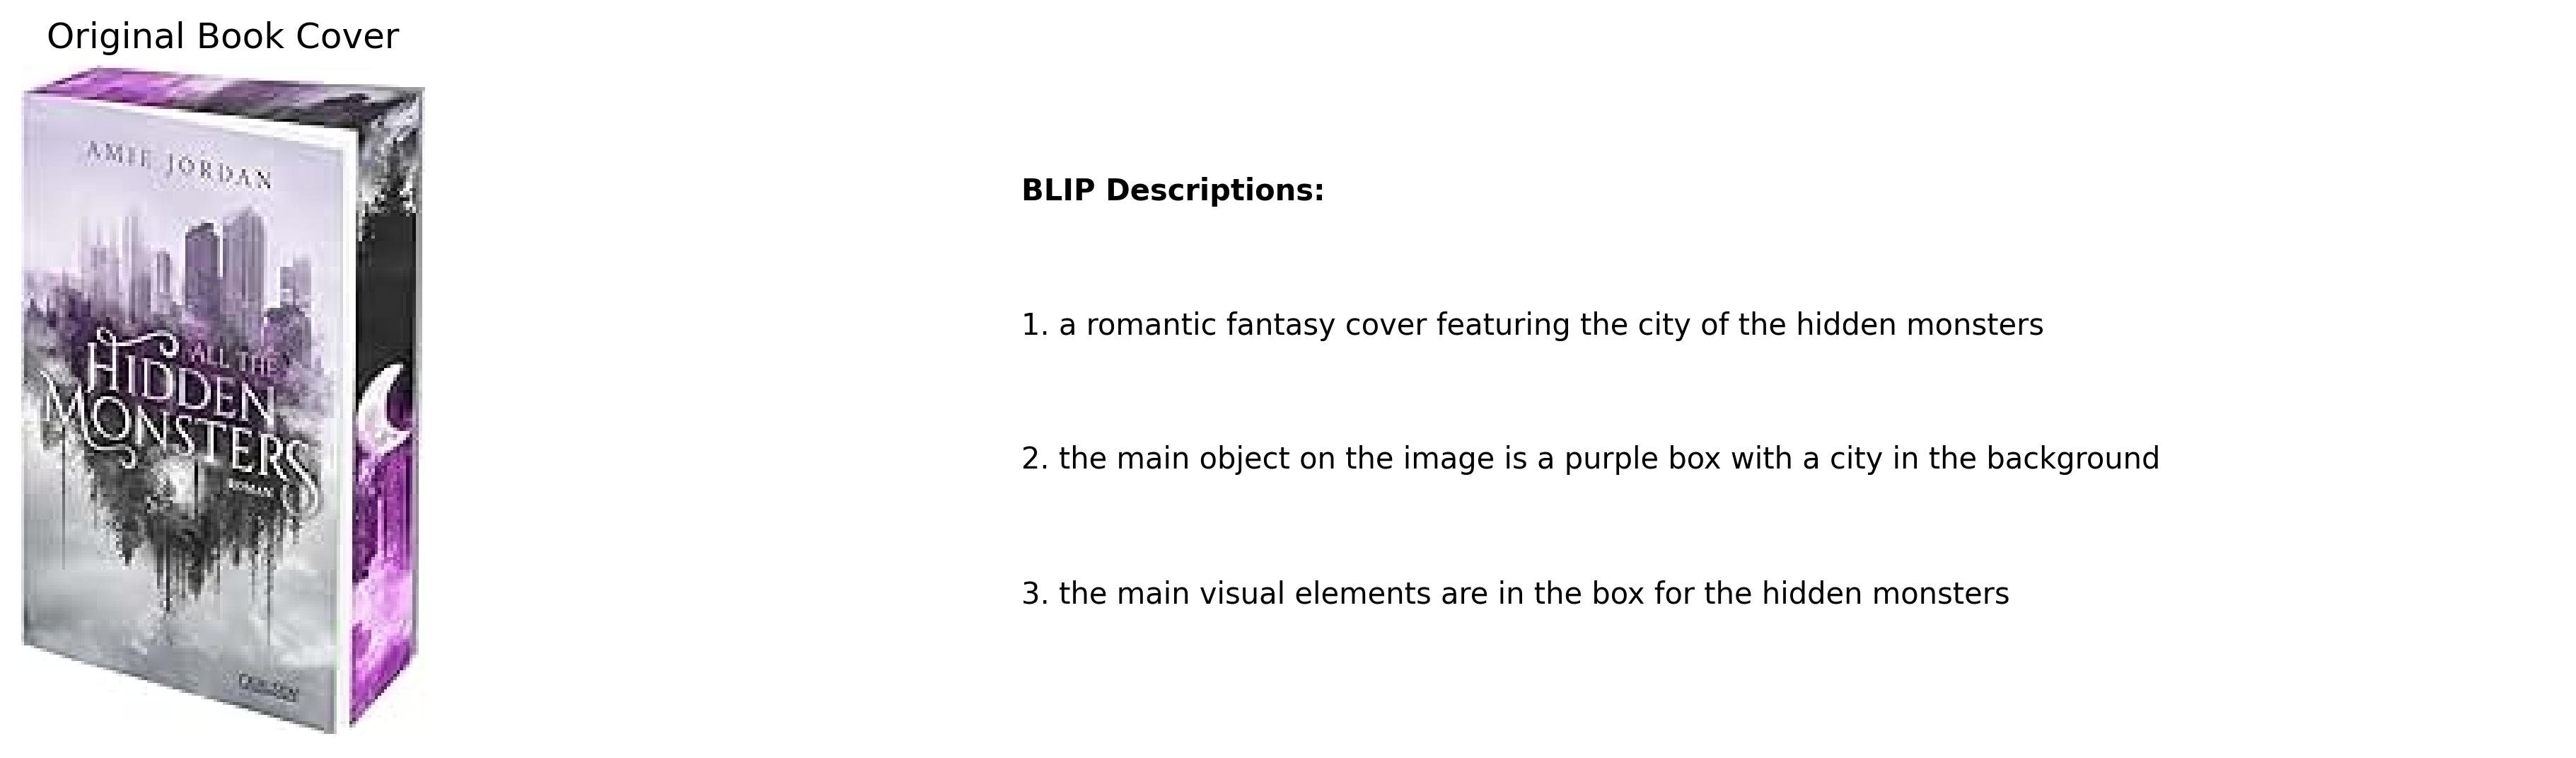 Original Book Cover
AMIE JORDAN
ALL THE
HIDDEN
MONSTERS
ROMAN
BLIP Descriptions:
1. a romantic fantasy cover featuring the city of the hidden monsters
2. the main object on the image is a purple box with a city in the background
3. the main visual elements are in the box for the hidden monsters